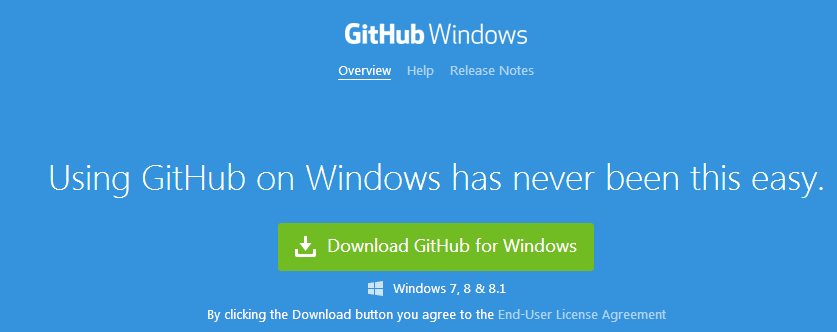 GitHub Windows
Overview Help Release Notes
Using GitHub on Windows has never been this easy.
Download GitHub for Windows
Windows 7, 8 & 8.1
By clicking the Download button you agree to the End-User License Agreement